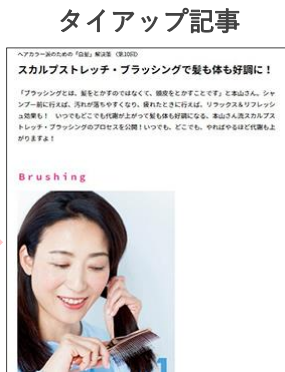 タイアップ記事
ヘアカラー派のための「白髪」解決策 〈第10回〉
スカルプストレッチ・ブラッシングで髪も体も好調に！
「ブラッシングとは、髪をとかすのではなくて、頭皮をとかすことです」と本山さん。シャ
ンプー前に行えば、汚れが落ちやすくなり、疲れたときに行えば、リラックス＆リフレッシ
ュ効果も！　いつでもどこでも代謝が上がって髪も体も好調になる、本山さん流スカルプス
トレッチ・ブラッシングのプロセスを公開！いつでも、どこでも、やればやるほど代謝も上
がりますよ！
Brushing
1